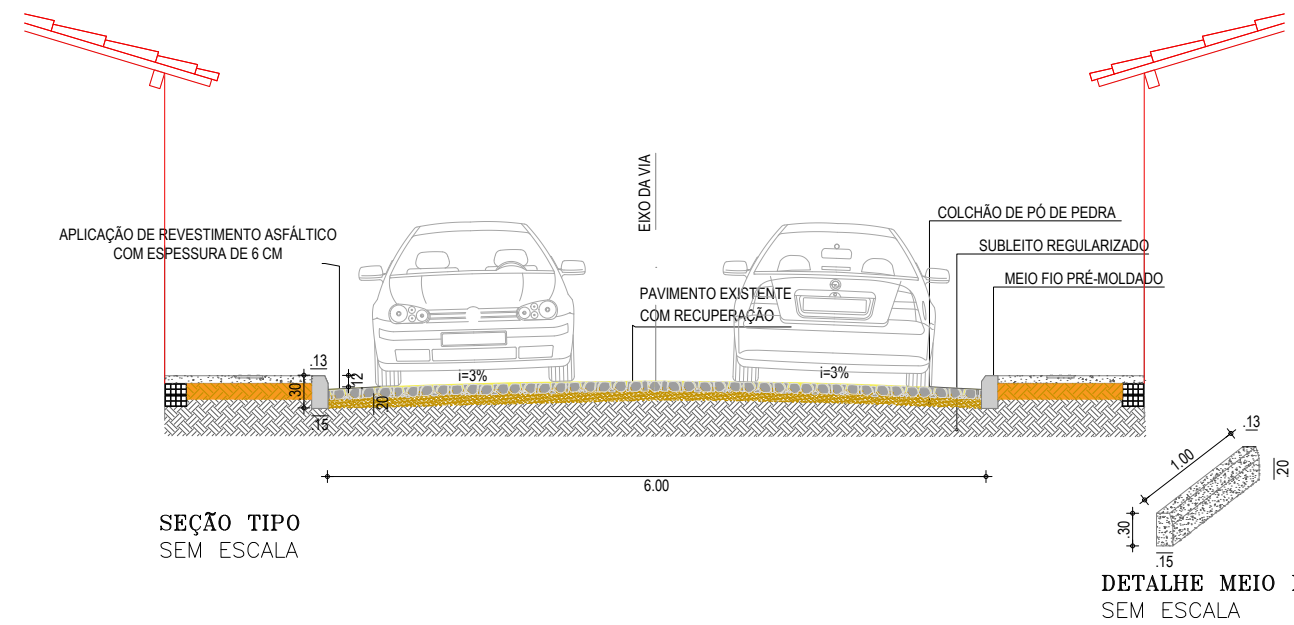 EIXO DA VIA
APLICAÇÃO DE REVESTIMENTO ASFÁLTICO
COM ESPESSURA DE 6 CM
COLCHÃO DE PÓ DE PEDRA
SUBLEITO REGULARIZADO
MEIO FIO PRÉ-MOLDADO
PAVIMENTO EXISTENTE
COM RECUPERAÇÃO
.13
12
.30
i=3%
i=3%
.20
.15
6.00
SEÇÃO TIPO
SEM ESCALA
.13
1.00
.20
.30
.15
DETALHE MEIO
SEM ESCALA